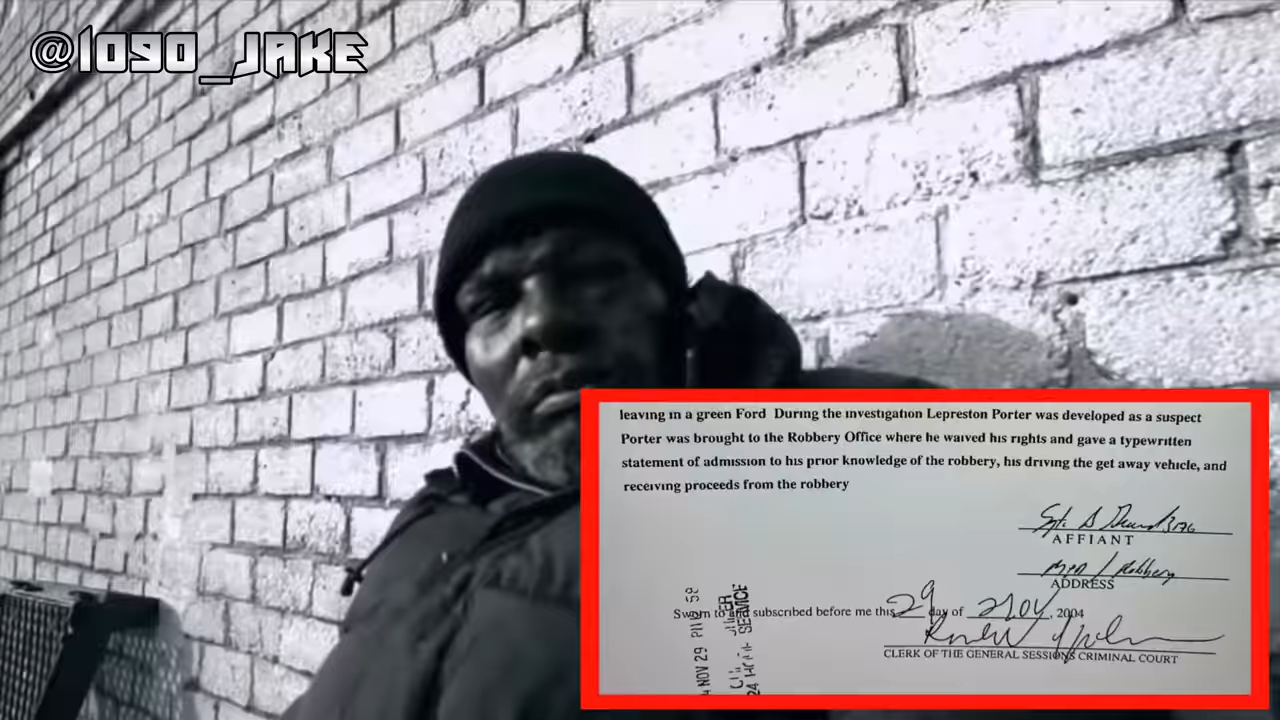 @1090_JAKE
leaving in a green Ford During the investigation Lepreston Porter was developed as a suspect
Porter was brought to the Robbery Office where he waived his rights and gave a typewritten
statement of admission to his prior knowledge of the robbery, his driving the get away vehicle, and
receiving proceeds from the robbery
AFFIANT
ADDRESS
Sworn to and subscribed before me this 29 day of , 2004
CLERK OF THE GENERAL SESSIONS CRIMINAL COURT
NOV 29
24 SERVICE